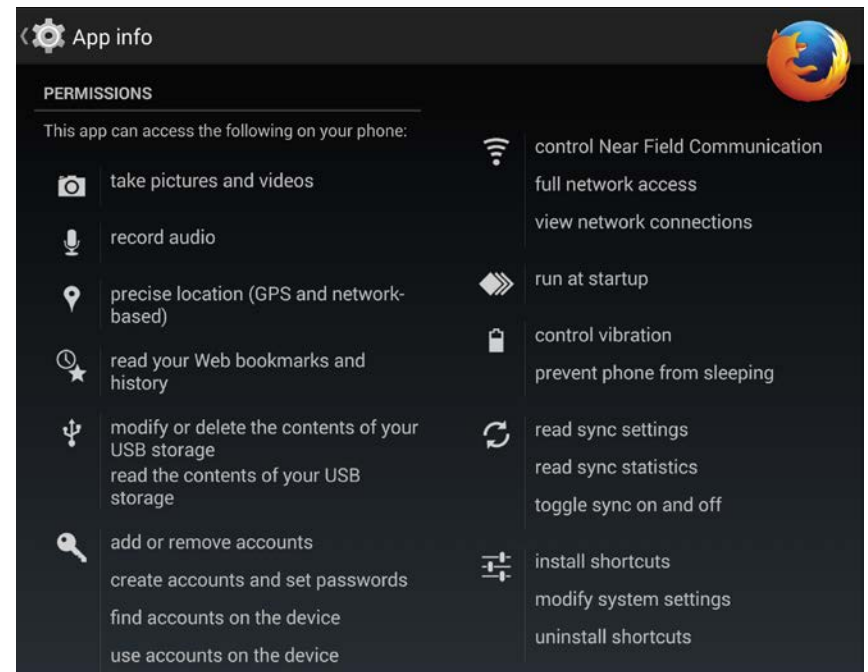 App info
PERMISSIONS
This app can access the following on your phone:
take pictures and videos
record audio
precise location (GPS and network-
based)
read your Web bookmarks and
history
modify or delete the contents of your
USB storage
read the contents of your USB
storage
add or remove accounts
create accounts and set passwords
find accounts on the device
use accounts on the device
control Near Field Communication
full network access
view network connections
run at startup
control vibration
prevent phone from sleeping
read sync settings
read sync statistics
toggle sync on and off
install shortcuts
modify system settings
uninstall shortcuts